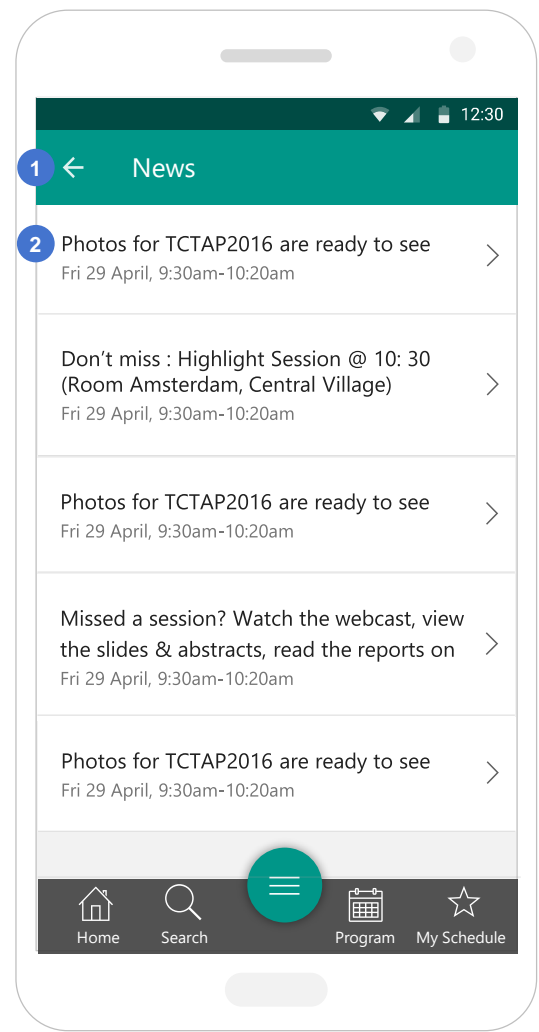 12:30
1
News
2
Photos for TCTAP2016 are ready to see
Fri 29 April, 9:30am-10:20am
Don’t miss : Highlight Session @ 10: 30
(Room Amsterdam, Central Village)
Fri 29 April, 9:30am-10:20am
Photos for TCTAP2016 are ready to see
Fri 29 April, 9:30am-10:20am
Missed a session? Watch the webcast, view
the slides & abstracts, read the reports on
Fri 29 April, 9:30am-10:20am
Photos for TCTAP2016 are ready to see
Fri 29 April, 9:30am-10:20am
Home
Search
Program
My Schedule